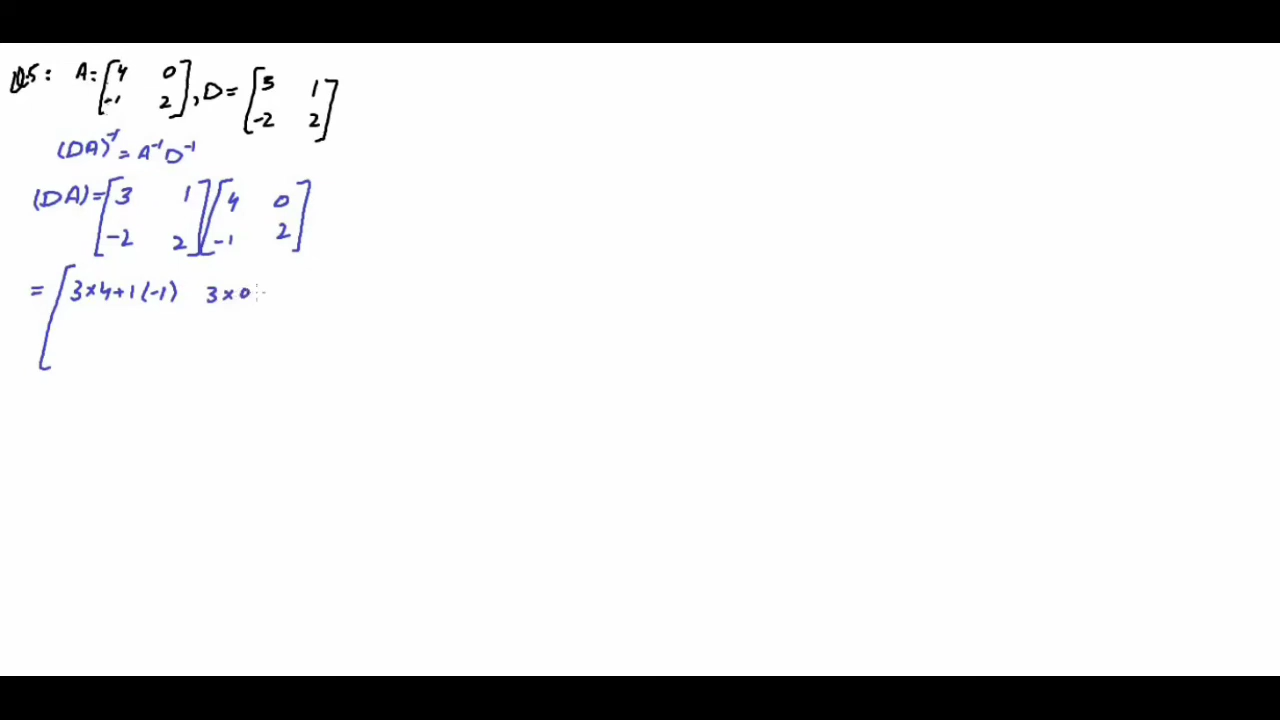 Q.5: A = [4 0 -1 2], D = [3 1 -2 2]
(DA)⁻¹ = A⁻¹ D⁻¹
(DA) = [3 1 -2 2] [4 0 -1 2]
= [3×4+1(-1) 3×0